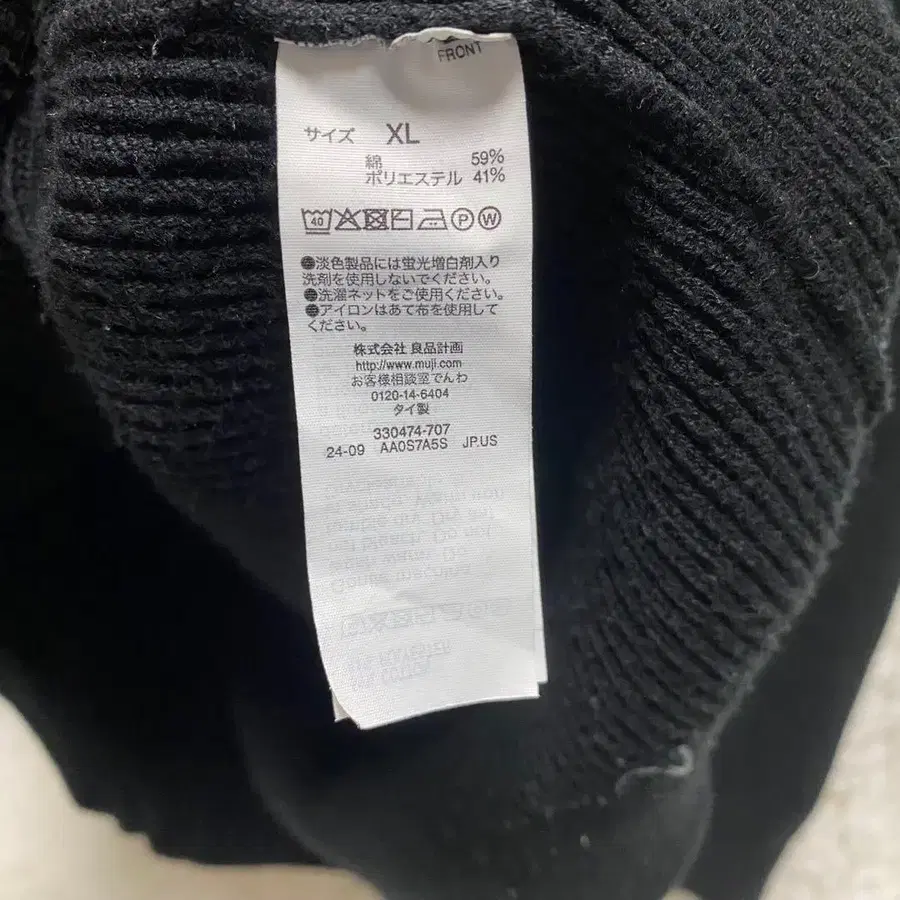 FRONT
サイズ XL
綿 59%
ポリエステル 41%
40 P W
●淡色製品には蛍光増白剤入り
洗剤を使用しないでください。
●洗濯ネットをご使用ください。
●アイロンはあて布を使用して
ください。
株式会社 良品計画
http://www.muji.com
お客様相談室でんわ
0120-14-6404
タイ製
330474-707
24-09 AA0S7A5S JP.US